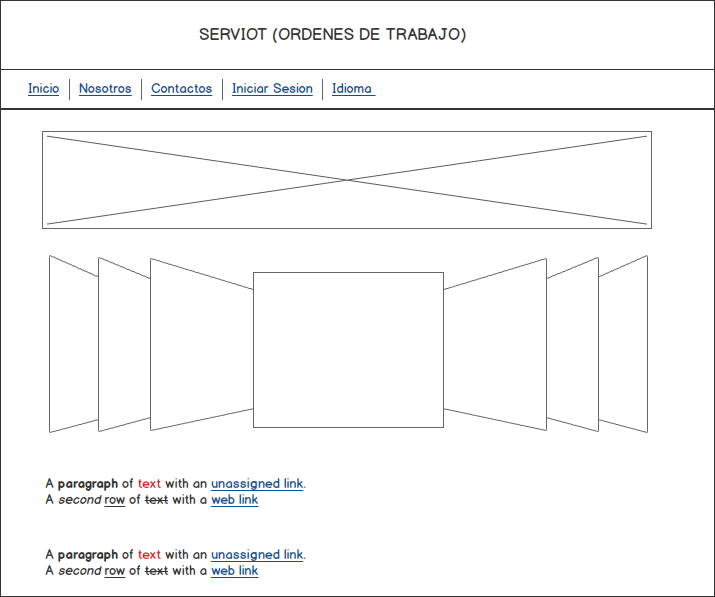 SERVIOT (ORDENES DE TRABAJO)
Inicio Nosotros Contactos Iniciar Sesion Idioma
A paragraph of text with an unassigned link.
A second row of text with a web link
A paragraph of text with an unassigned link.
A second row of text with a web link